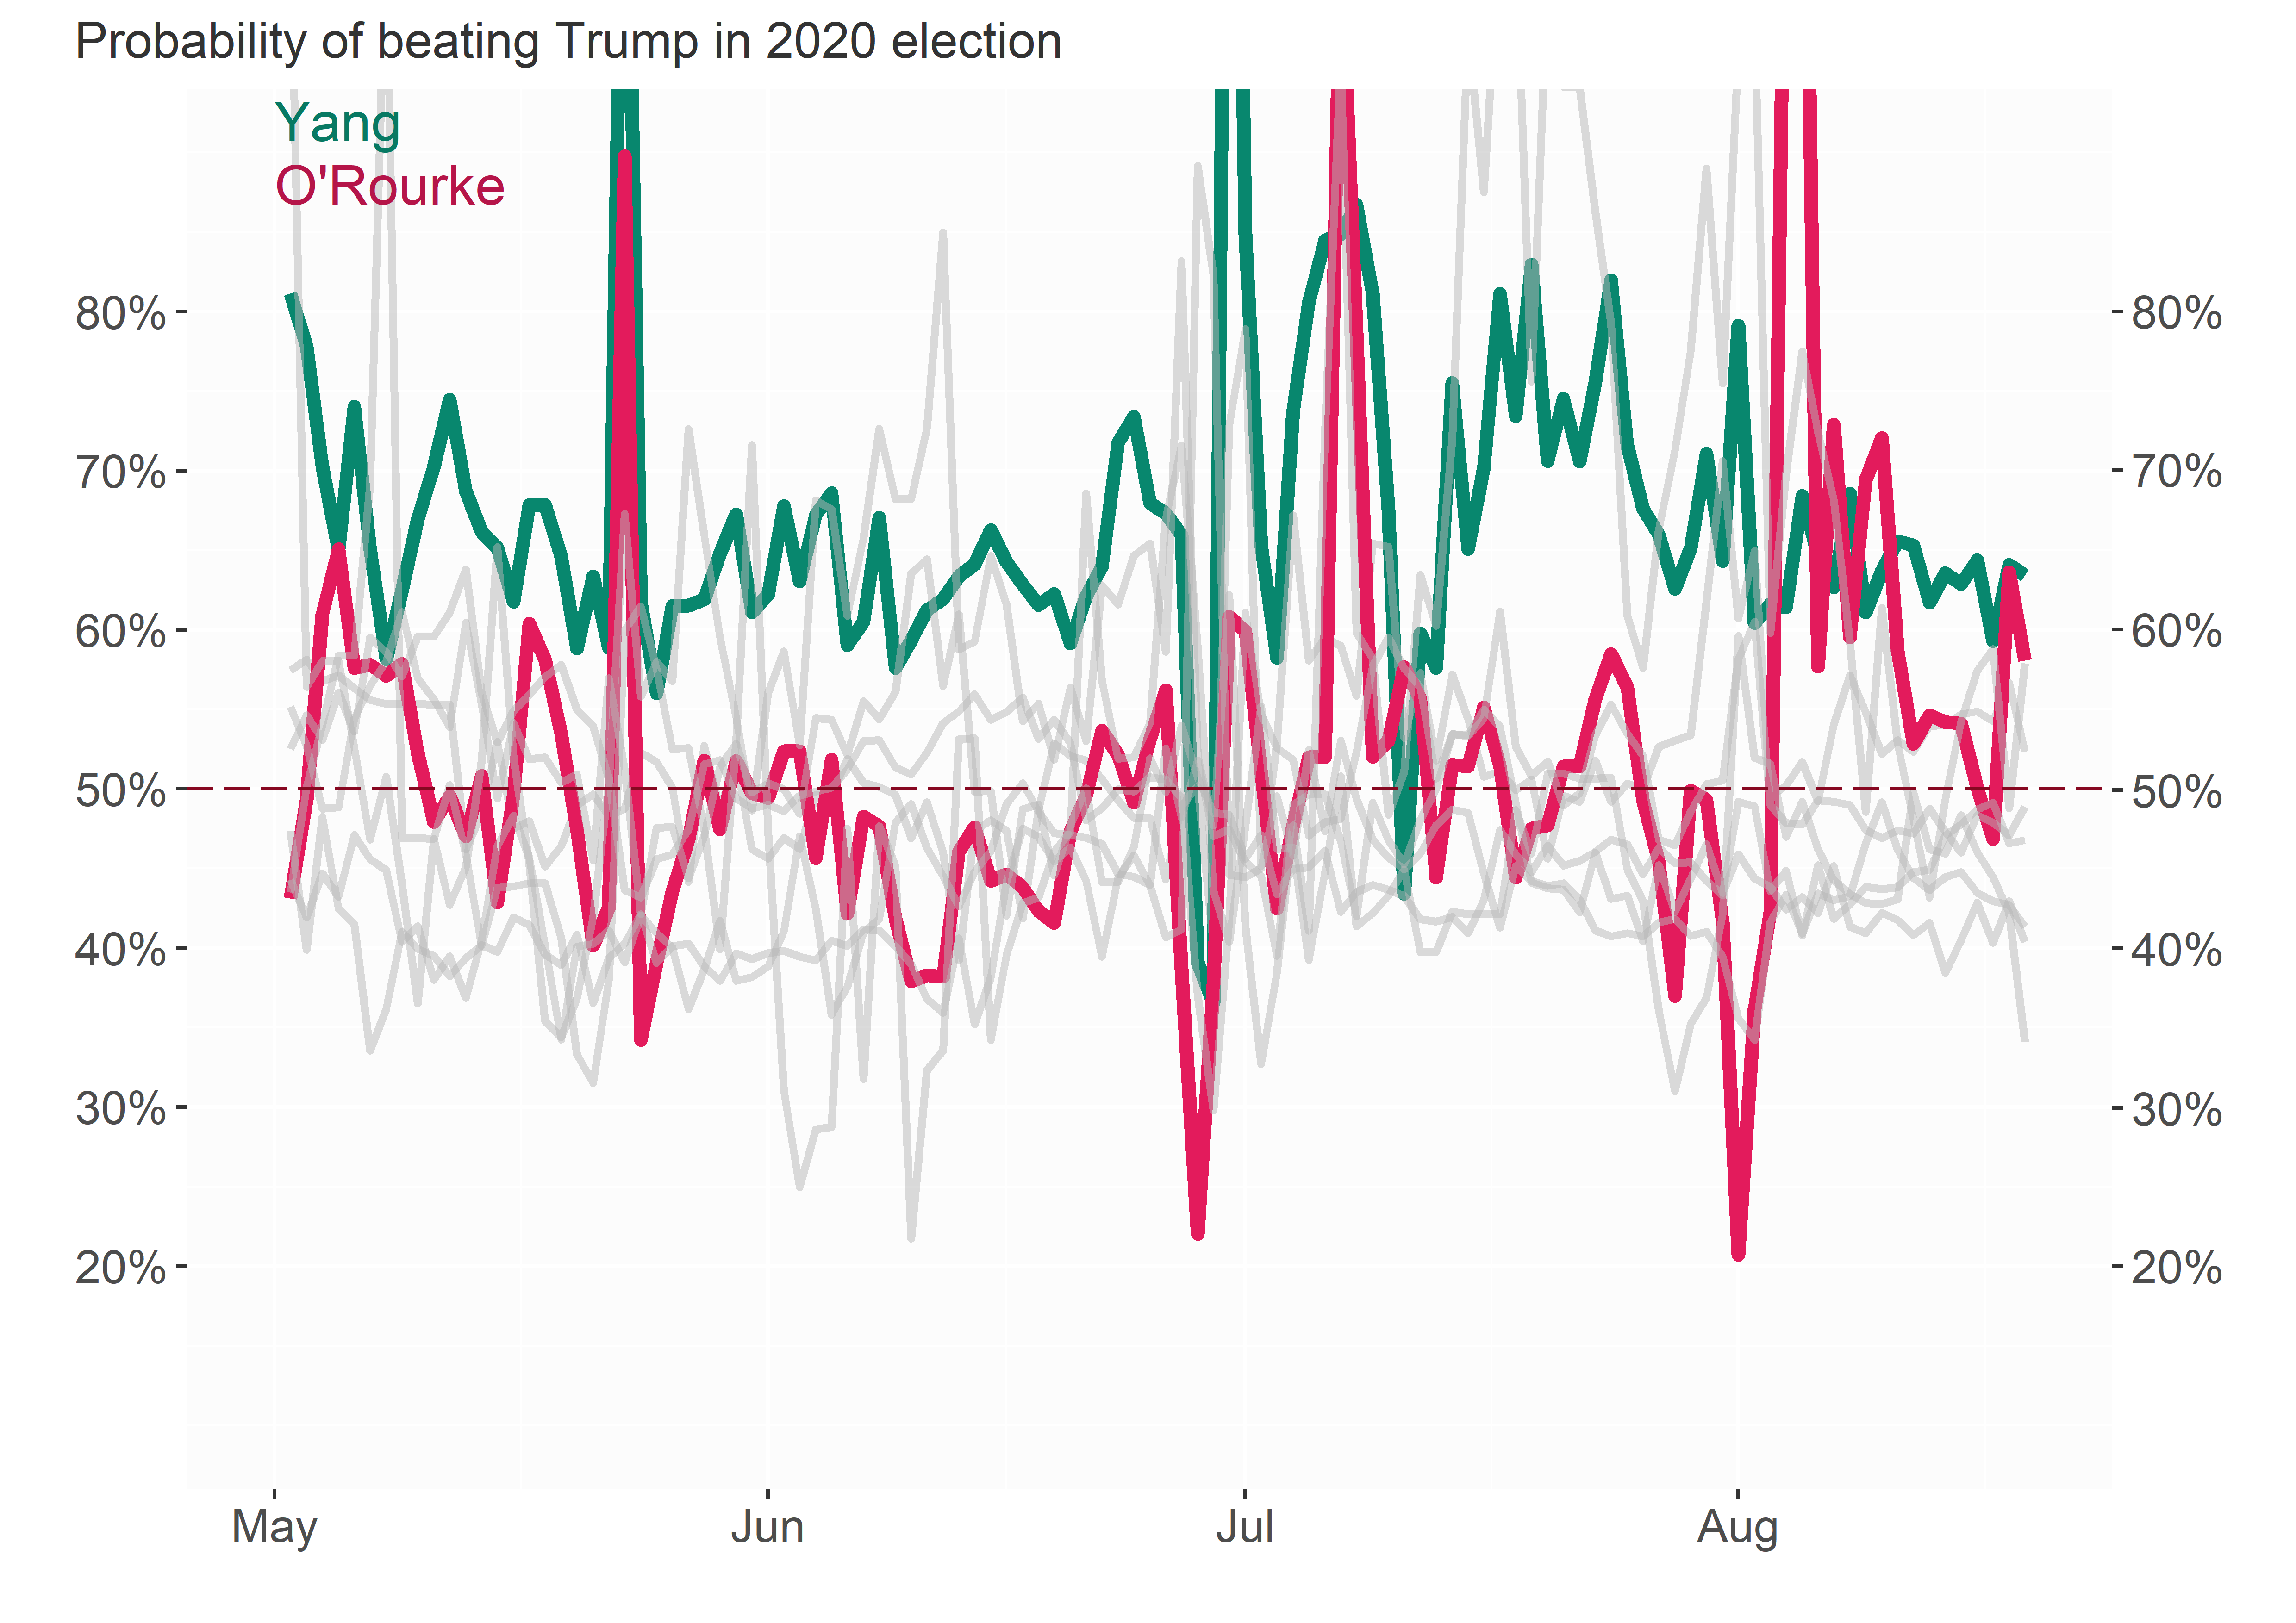 Probability of beating Trump in 2020 election
Yang
O'Rourke
80% 80%
70% 70%
60% 60%
50% 50%
40% 40%
30% 30%
20% 20%
May Jun Jul Aug